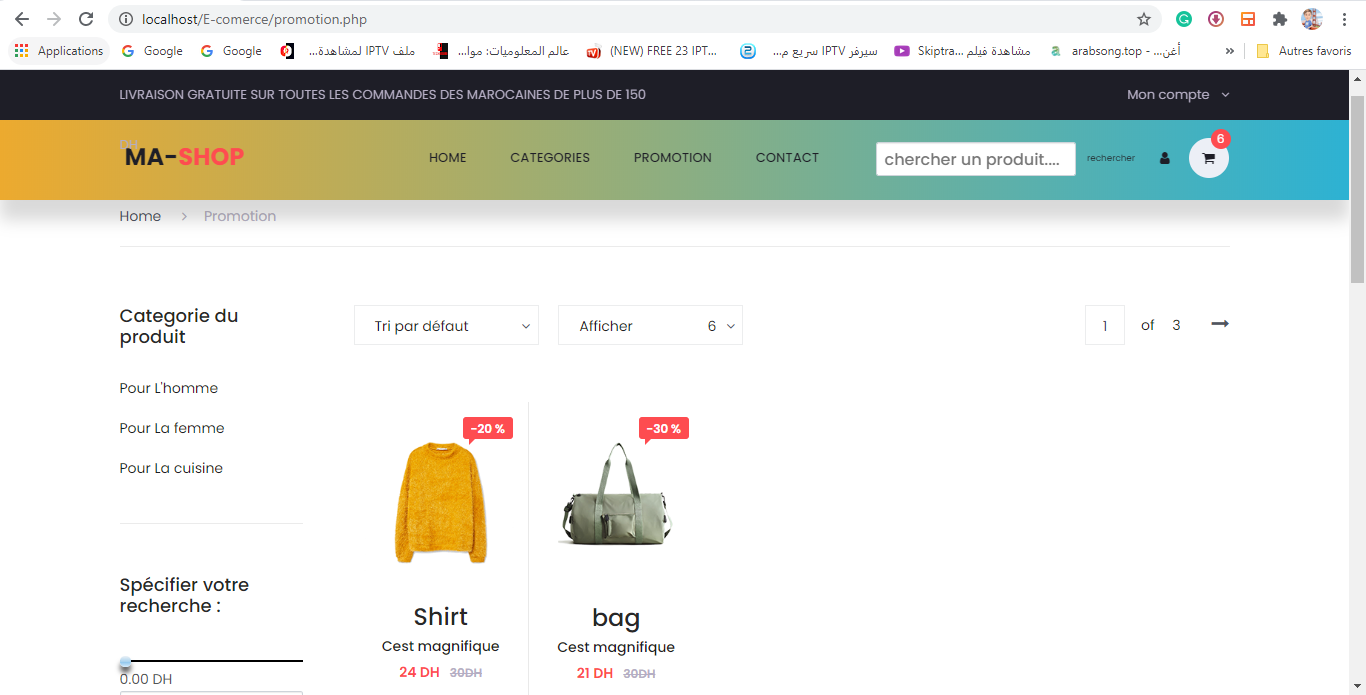 localhost/E-comerce/promotion.php
Applications
Google
Google
ملف IPTV لمشاهدة...
عالم المعلوميات: موا...
(NEW) FREE 23 IPT...
سيرفر IPTV سريع م...
مشاهدة فيلم Skiptra...
أغن... - arabsong.top
»
Autres favoris
LIVRAISON GRATUITE SUR TOUTES LES COMMANDES DES MAROCAINES DE PLUS DE 150
DH
Mon compte
MA-SHOP
HOME
CATEGORIES
PROMOTION
CONTACT
chercher un produit....
rechercher
6
Home > Promotion
Categorie du
produit
Pour L'homme
Pour La femme
Pour La cuisine
Spécifier votre
recherche :
0.00 DH
Tri par défaut
Afficher 6
1 of 3
-20 %
Shirt
Cest magnifique
24 DH 30DH
-30 %
bag
Cest magnifique
21 DH 30DH